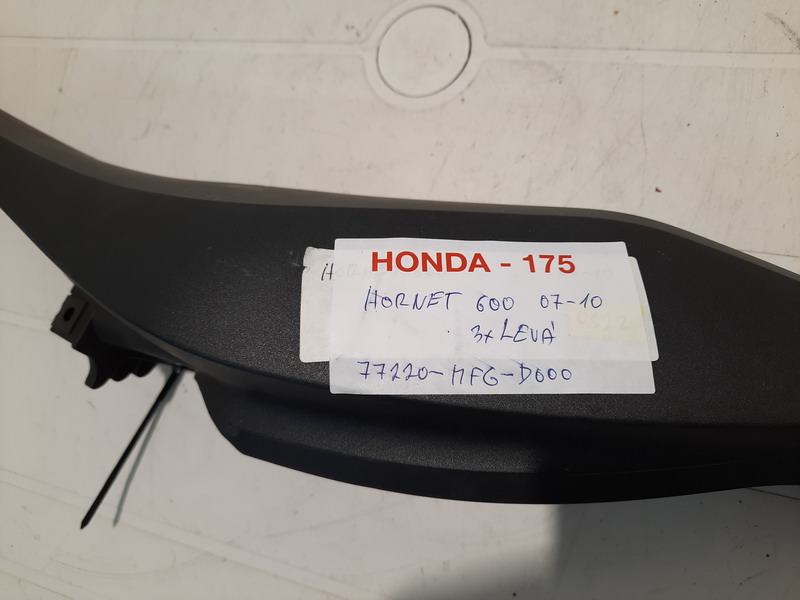 HONDA - 175
HORNET 600 07-10
3x LEVÁ
77220-MFG-D000